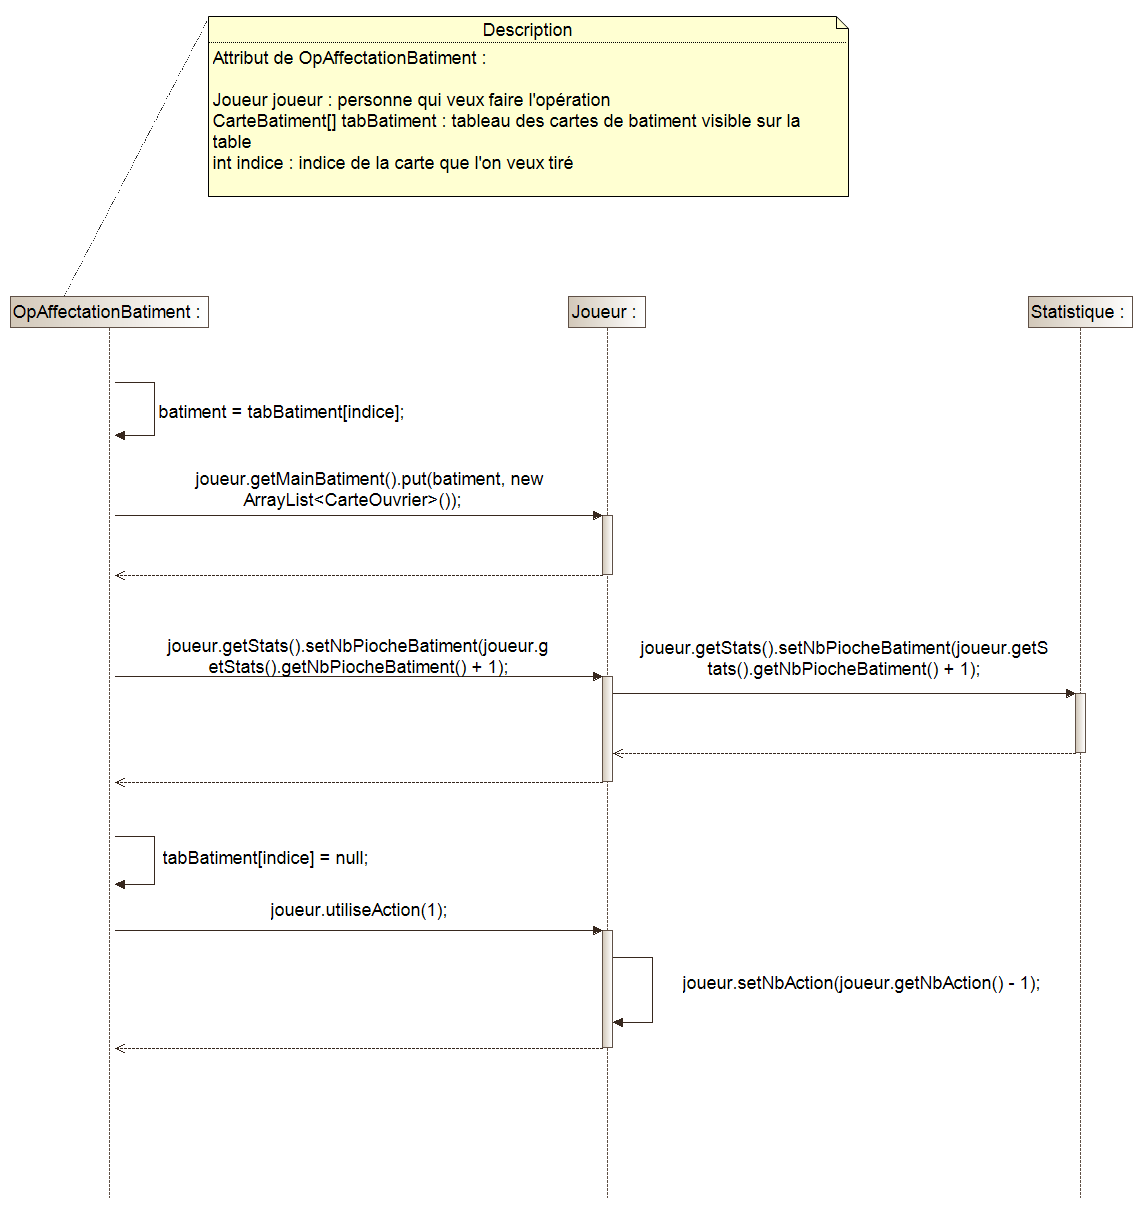 Description
Attribut de OpAffectationBatiment :
Joueur joueur : personne qui veux faire l'opération
CarteBatiment[] tabBatiment : tableau des cartes de batiment visible sur la
table
int indice : indice de la carte que l'on veux tiré
OpAffectationBatiment :
Joueur :
Statistique :
batiment = tabBatiment[indice];
joueur.getMainBatiment().put(batiment, new
ArrayList<CarteOuvrier>());
joueur.getStats().setNbPiocheBatiment(joueur.g
etStats().getNbPiocheBatiment() + 1);
joueur.getStats().setNbPiocheBatiment(joueur.getS
tats().getNbPiocheBatiment() + 1);
tabBatiment[indice] = null;
joueur.utiliseAction(1);
joueur.setNbAction(joueur.getNbAction() - 1);